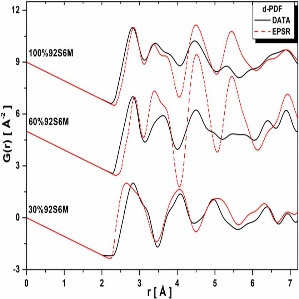 d-PDF
DATA
EPSR
12
100%92S6M
9
6
60%92S6M
3
30%92S6M
0
-3
0 1 2 3 4 5 6 7
G(r) [ Å⁻² ]
r [ Å ]